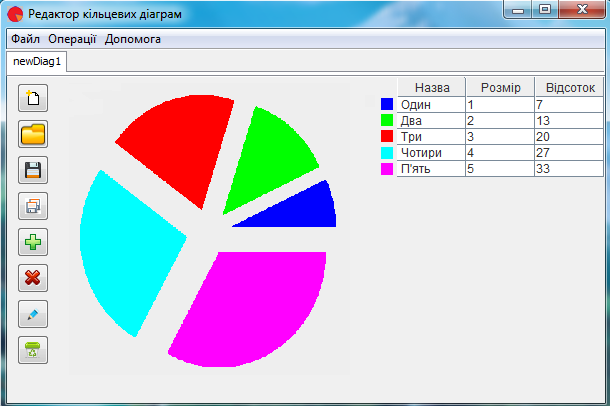 Редактор кільцевих діаграм
Файл Операції Допомога
newDiag1
Назва Розмір Відсоток
Один 1 7
Два 2 13
Три 3 20
Чотири 4 27
П'ять 5 33